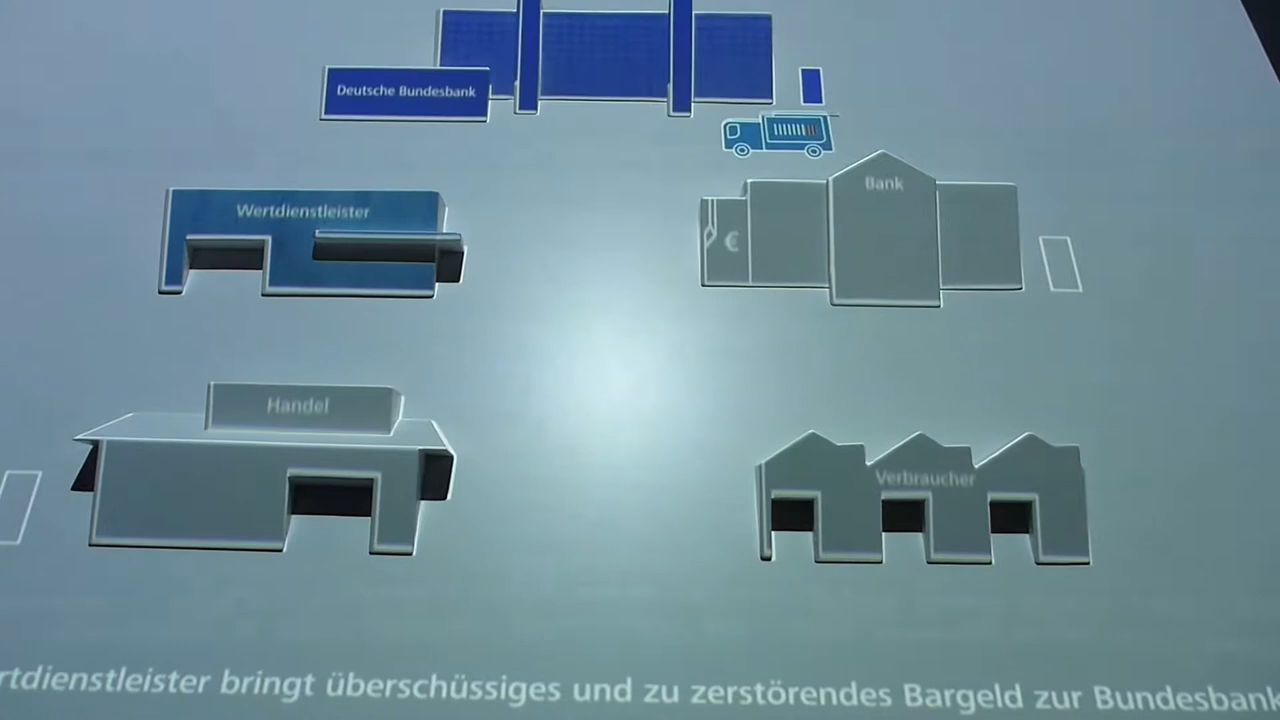 Deutsche Bundesbank
Wertdienstleister
Bank
€
Handel
Verbraucher
rtdienstleister bringt überschüssiges und zu zerstörendes Bargeld zur Bundesbank